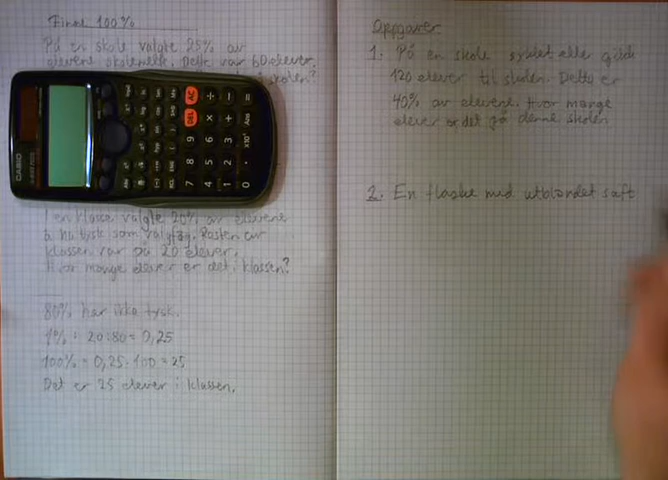 Finne 100%
På en skole valgte 25% av
elevene skolemelk. Dette var 60 elever.
skolen?
I en klasse valgte 20% av elevene
å ha tysk som valgfag. Resten av
klassen var på 20 elever.
Hvor mange elever er det i klassen?
80% har ikke tysk.
1% : 20:80 = 0,25
100% = 0,25 · 100 = 25
Det er 25 elever i klassen.
CASIO
Oppgaver
1. På en skole sykler alle
120 elever til skolen. Dette er
40% av elevene. Hvor mange
elever er det på denne skolen
2. En flaske med utblandet saft